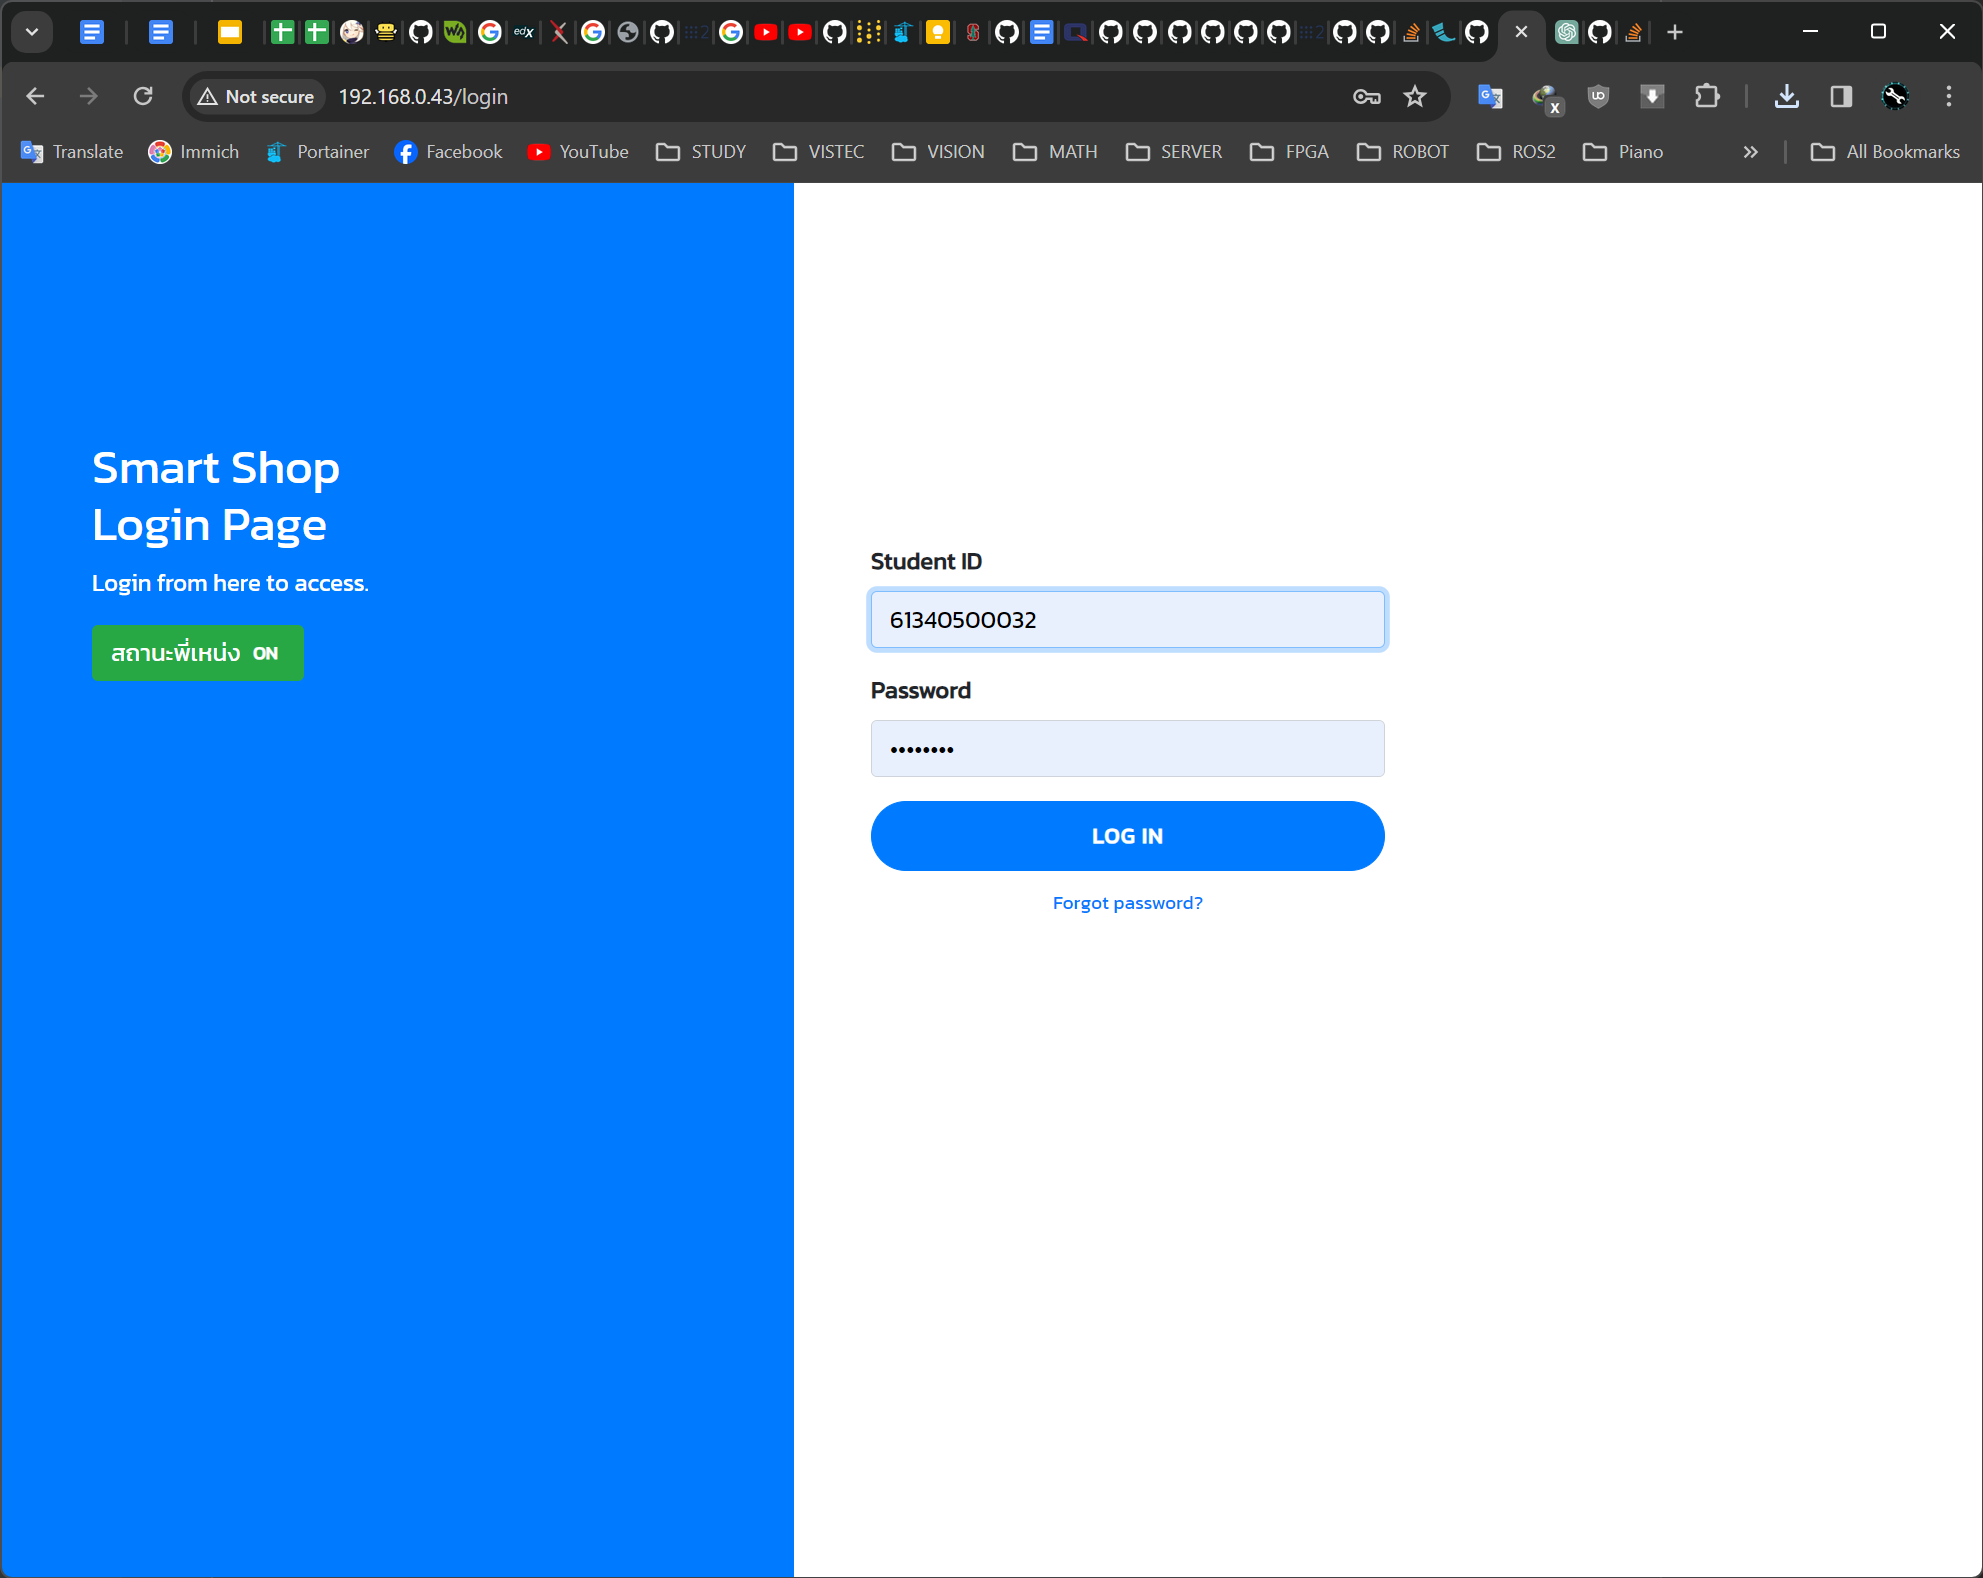 edX
Not secure
192.168.0.43/login
Translate
Immich
Portainer
Facebook
YouTube
STUDY
VISTEC
VISION
MATH
SERVER
FPGA
ROBOT
ROS2
Piano
All Bookmarks
Smart Shop
Login Page
Login from here to access.
สถานะพี่เหน่ง ON
Student ID
61340500032
Password
••••••••
LOG IN
Forgot password?